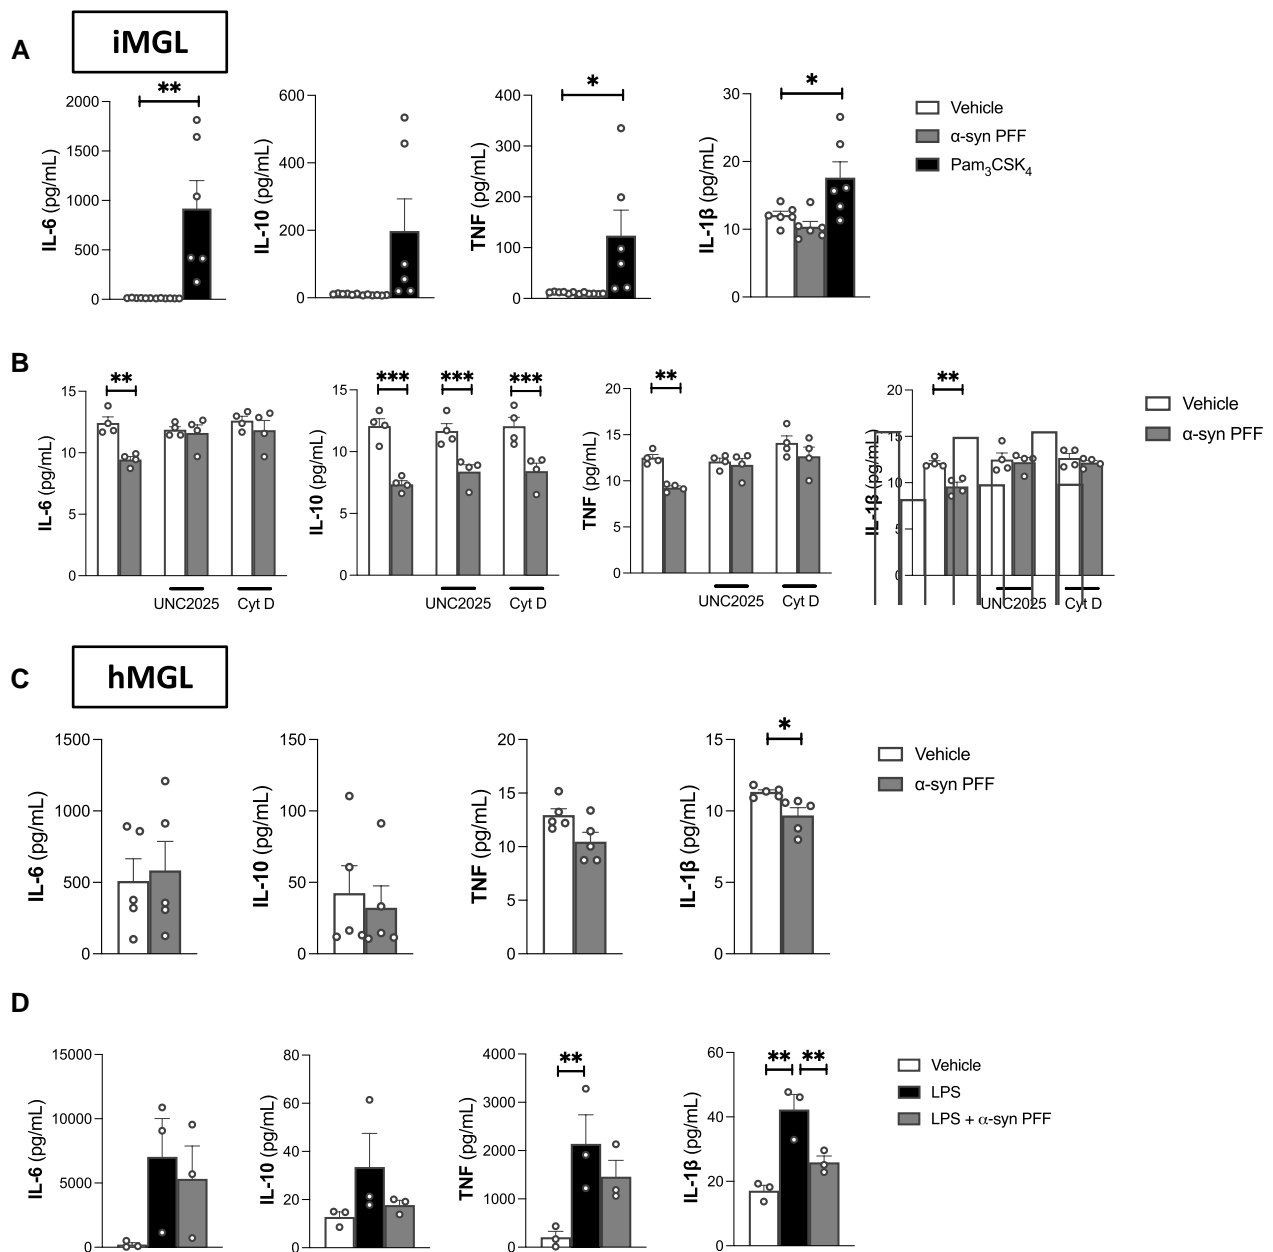 A
iMGL
**
*
*
2000
1500
1000
500
0
IL-6 (pg/mL)
600
400
200
0
IL-10 (pg/mL)
400
300
200
100
0
TNF (pg/mL)
30
20
10
0
IL-1β (pg/mL)
Vehicle
α-syn PFF
Pam3CSK4
B
**
***
***
***
**
**
15
10
5
0
IL-6 (pg/mL)
UNC2025
Cyt D
15
10
5
0
IL-10 (pg/mL)
UNC2025
Cyt D
20
15
10
5
0
TNF (pg/mL)
UNC2025
Cyt D
20
15
10
5
0
IL-1β (pg/mL)
UNC2025
Cyt D
Vehicle
α-syn PFF
C
hMGL
1500
1000
500
0
IL-6 (pg/mL)
150
100
50
0
IL-10 (pg/mL)
20
15
10
5
0
TNF (pg/mL)
*
15
10
5
0
IL-1β (pg/mL)
Vehicle
α-syn PFF
D
15000
10000
5000
0
IL-6 (pg/mL)
80
60
40
20
0
IL-10 (pg/mL)
**
4000
3000
2000
1000
0
TNF (pg/mL)
**
**
60
40
20
0
IL-1β (pg/mL)
Vehicle
LPS
LPS + α-syn PFF